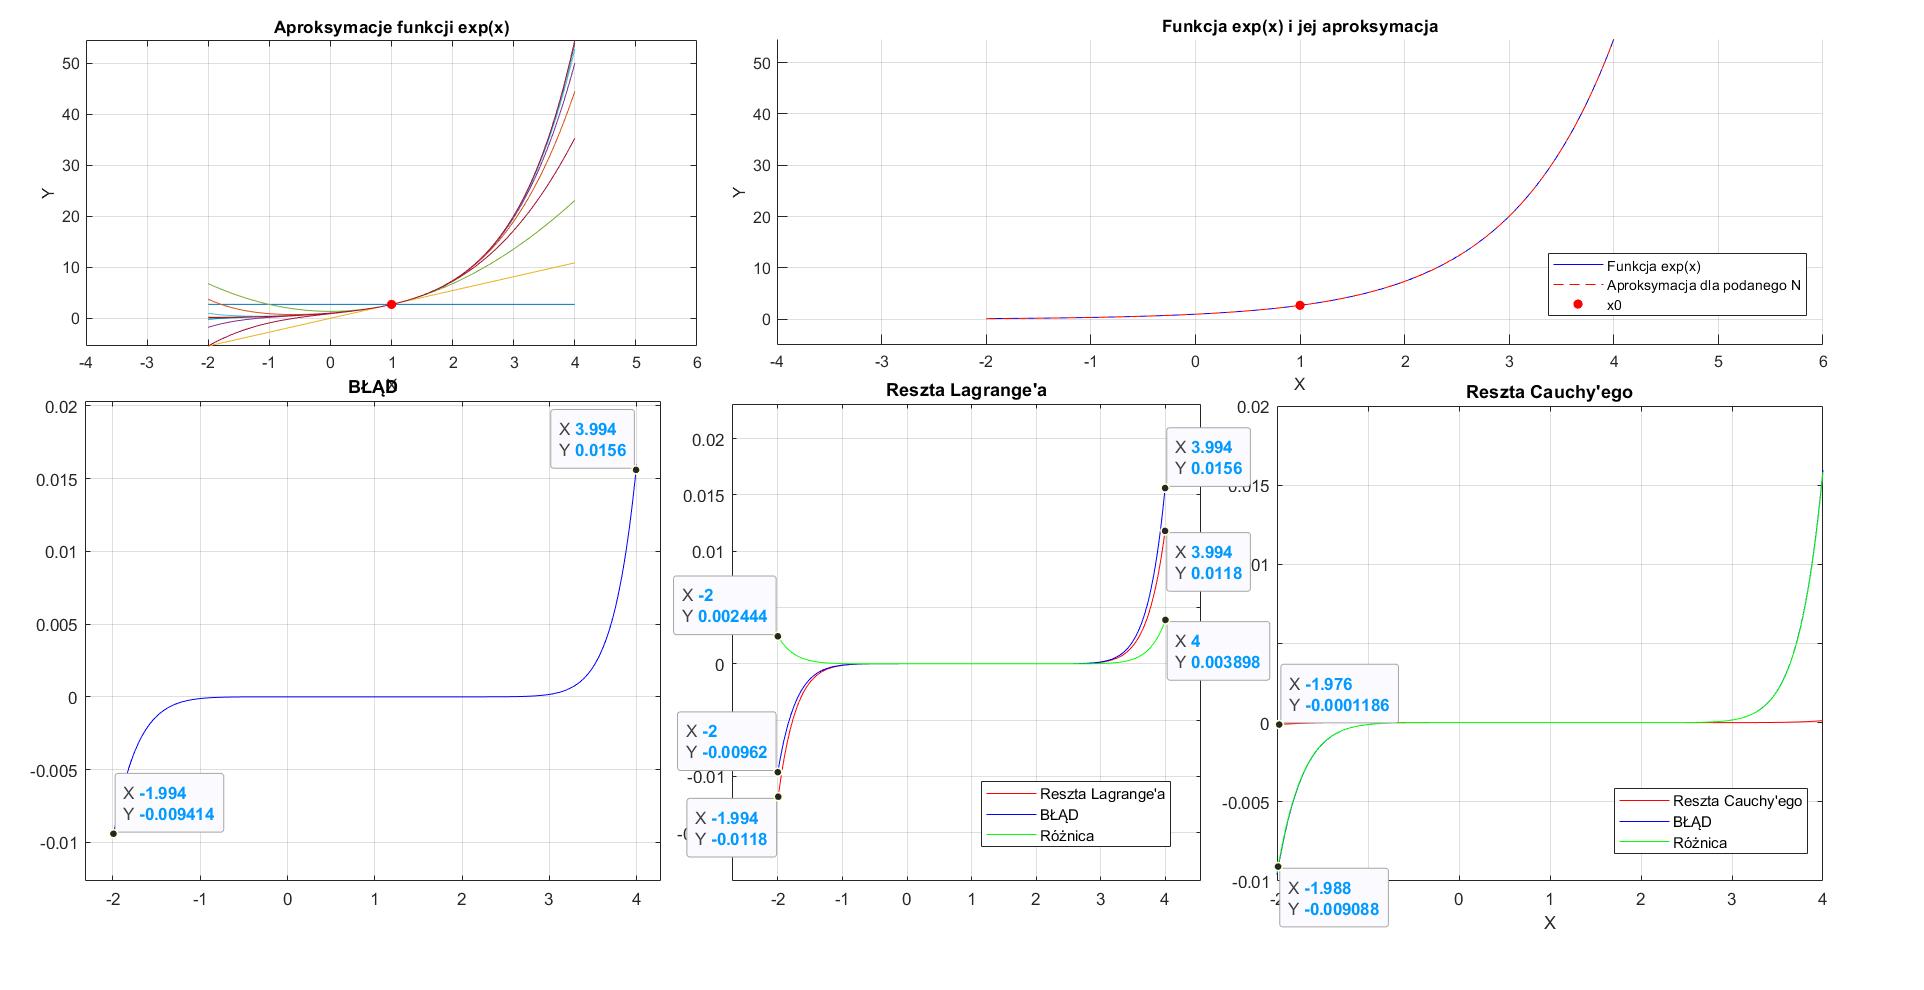 Aproksymacje funkcji exp(x)
50
40
30
20
10
0
Y
-4 -3 -2 -1 0 1 2 3 4 5 6
Funkcja exp(x) i jej aproksymacja
50
40
30
20
10
0
Y
Funkcja exp(x)
Aproksymacja dla podanego N
x0
-4 -3 -2 -1 0 1 2 3 4 5 6
X
BŁĄD
0.02
0.015
0.01
0.005
0
-0.005
-0.01
X 3.994
Y 0.0156
X -1.994
Y -0.009414
-2 -1 0 1 2 3 4
Reszta Lagrange'a
0.02
0.015
0.01
0
-0.01
X 3.994
Y 0.0156
X 3.994
Y 0.0118
X -2
Y 0.002444
X 4
Y 0.003898
X -2
Y -0.00962
X -1.994
Y -0.0118
Reszta Lagrange'a
BŁĄD
Różnica
-2 -1 0 1 2 3 4
Reszta Cauchy'ego
0.02
0.015
01
0
-0.005
-0.01
X -1.976
Y -0.0001186
Reszta Cauchy'ego
BŁĄD
Różnica
X -1.988
Y -0.009088
0 1 2 3 4
X